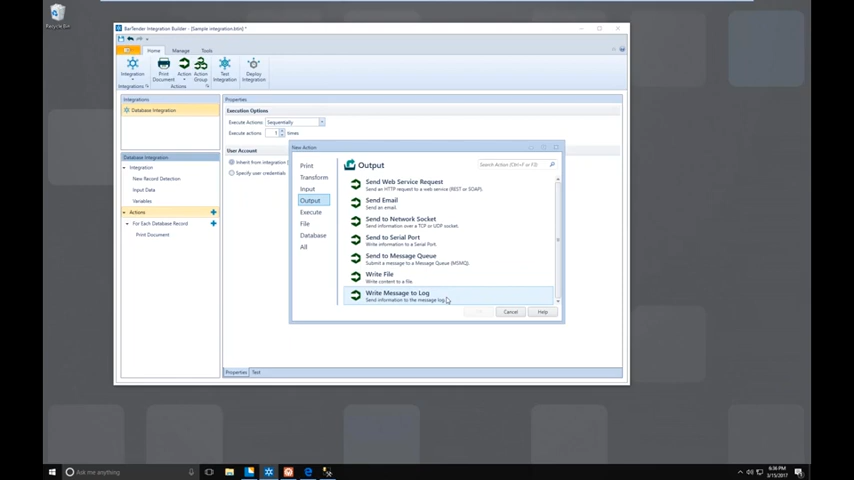 Recycle Bin
BarTender Integration Builder - [Sample integration.btin] *
Home Manage Tools
Integration
Print Document
Action
Action Group
Test Integration
Deploy Integration
Integrations
Actions
Integrations
Database Integration
Database Integration
Integration
New Record Detection
Input Data
Variables
Actions
For Each Database Record
Print Document
Properties
Execution Options
Execute Actions: Sequentially
Execute actions: 1 times
User Account
Inherit from integration
Specify user credentials
New Action
Print
Transform
Input
Output
Execute
File
Database
All
Output
Search Action (Ctrl+F or F3)
Send Web Service Request
Send an HTTP request to a web service (REST or SOAP).
Send Email
Send an email.
Send to Network Socket
Send information over a TCP or UDP socket.
Send to Serial Port
Write information to a Serial Port.
Send to Message Queue
Submit a message to a Message Queue (MSMQ).
Write File
Write content to a file.
Write Message to Log
Send information to the message log.
Cancel Help
Properties Test
Ask me anything
6:36 PM
3/15/2017